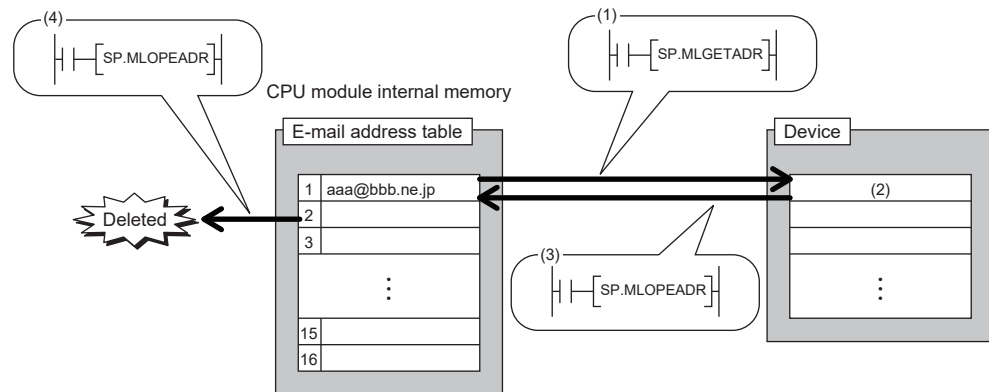 (4)
SP.MLOPEADR
(1)
SP.MLGETADR
CPU module internal memory
E-mail address table
Device
1 aaa@bbb.ne.jp
(2)
Deleted
2
3
(3)
SP.MLOPEADR
15
16